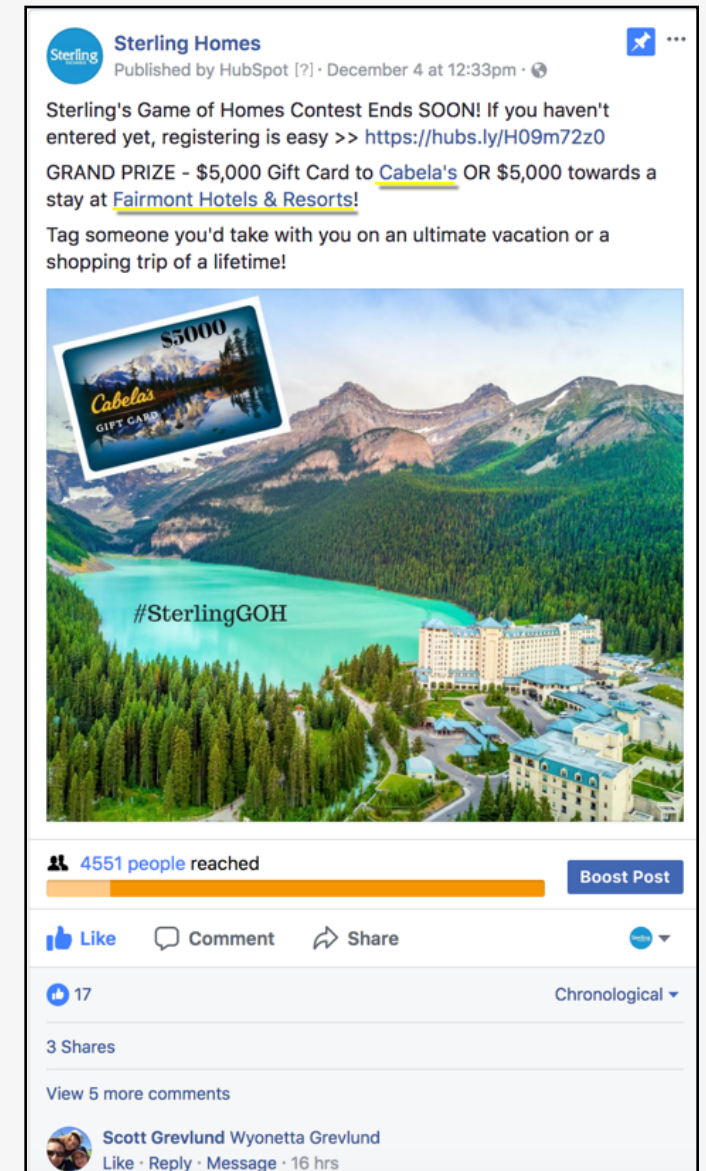 Sterling
Sterling Homes
Published by HubSpot [?] · December 4 at 12:33pm ·
Sterling's Game of Homes Contest Ends SOON! If you haven't
entered yet, registering is easy >> https://hubs.ly/H09m72z0
GRAND PRIZE - $5,000 Gift Card to Cabela's OR $5,000 towards a
stay at Fairmont Hotels & Resorts!
Tag someone you'd take with you on an ultimate vacation or a
shopping trip of a lifetime!
$5000
Cabela's
GIFT CARD
#SterlingGOH
4551 people reached
Boost Post
Like
Comment
Share
17
Chronological
3 Shares
View 5 more comments
Scott Grevlund Wyonetta Grevlund
Like · Reply · Message · 16 hrs